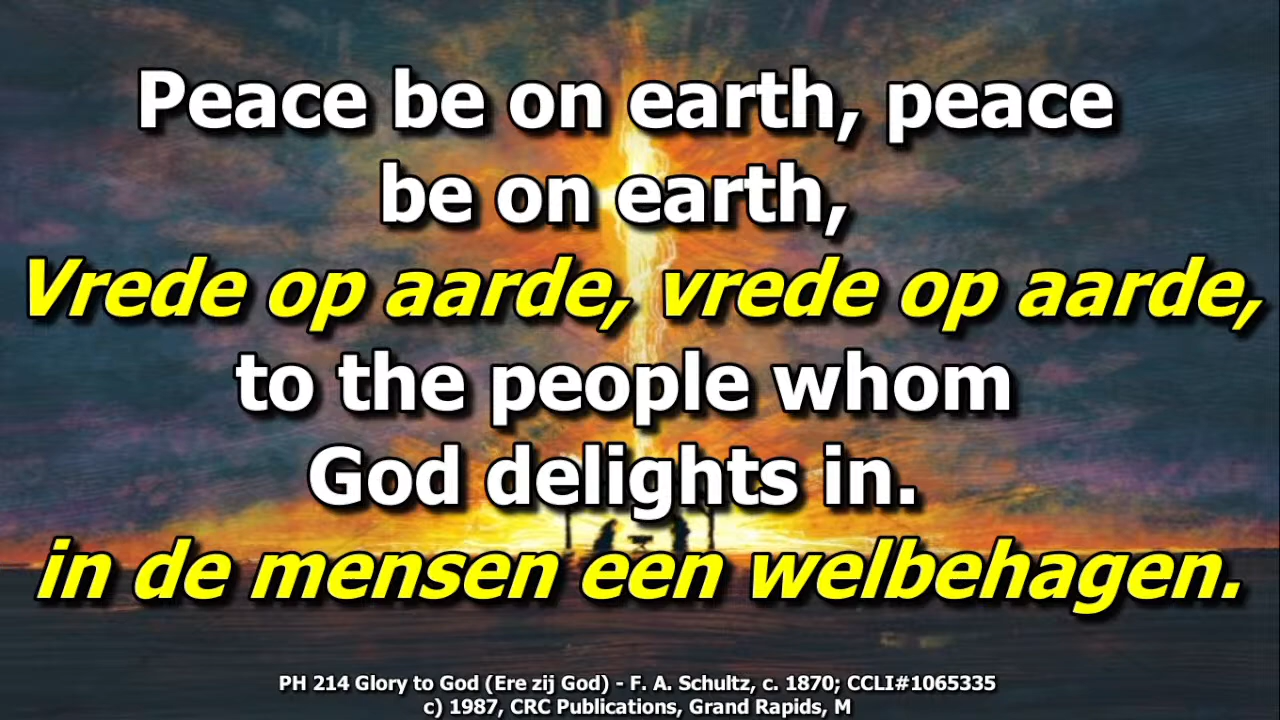 Peace be on earth, peace
be on earth,
Vrede op aarde, vrede op aarde,
to the people whom
God delights in.
in de mensen een welbehagen.
PH 214 Glory to God (Ere zij God) - F. A. Schultz, c. 1870; CCLI#1065335
c) 1987, CRC Publications, Grand Rapids, M